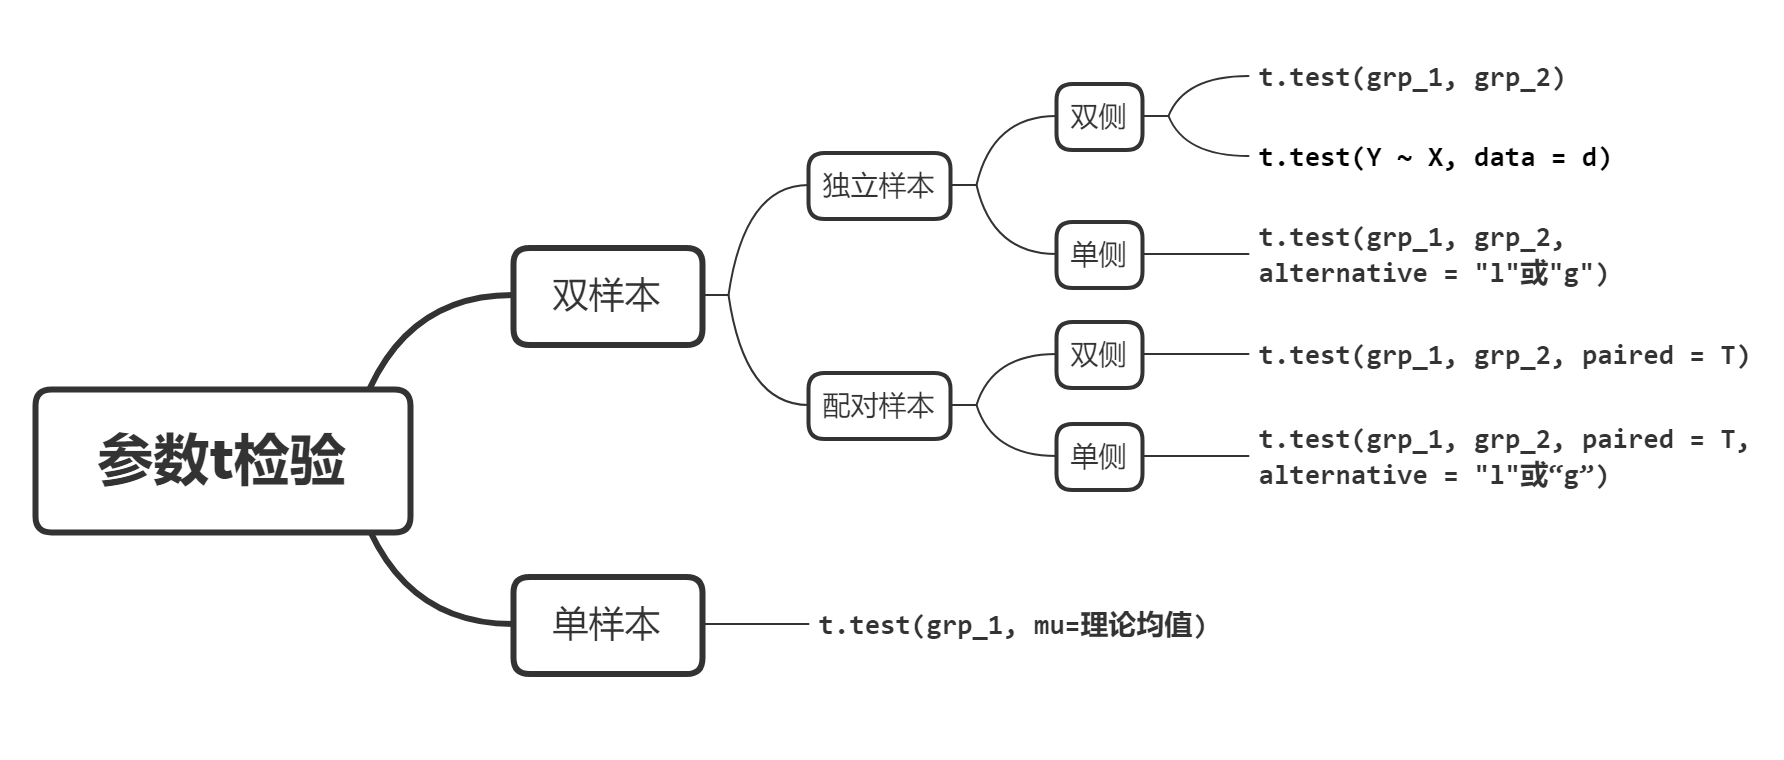 参数t检验
双样本
独立样本
双侧
t.test(grp_1, grp_2)
t.test(Y ~ X, data = d)
单侧
t.test(grp_1, grp_2,
alternative = "l"或"g")
配对样本
双侧
t.test(grp_1, grp_2, paired = T)
单侧
t.test(grp_1, grp_2, paired = T,
alternative = "l"或“g”)
单样本
t.test(grp_1, mu=理论均值)